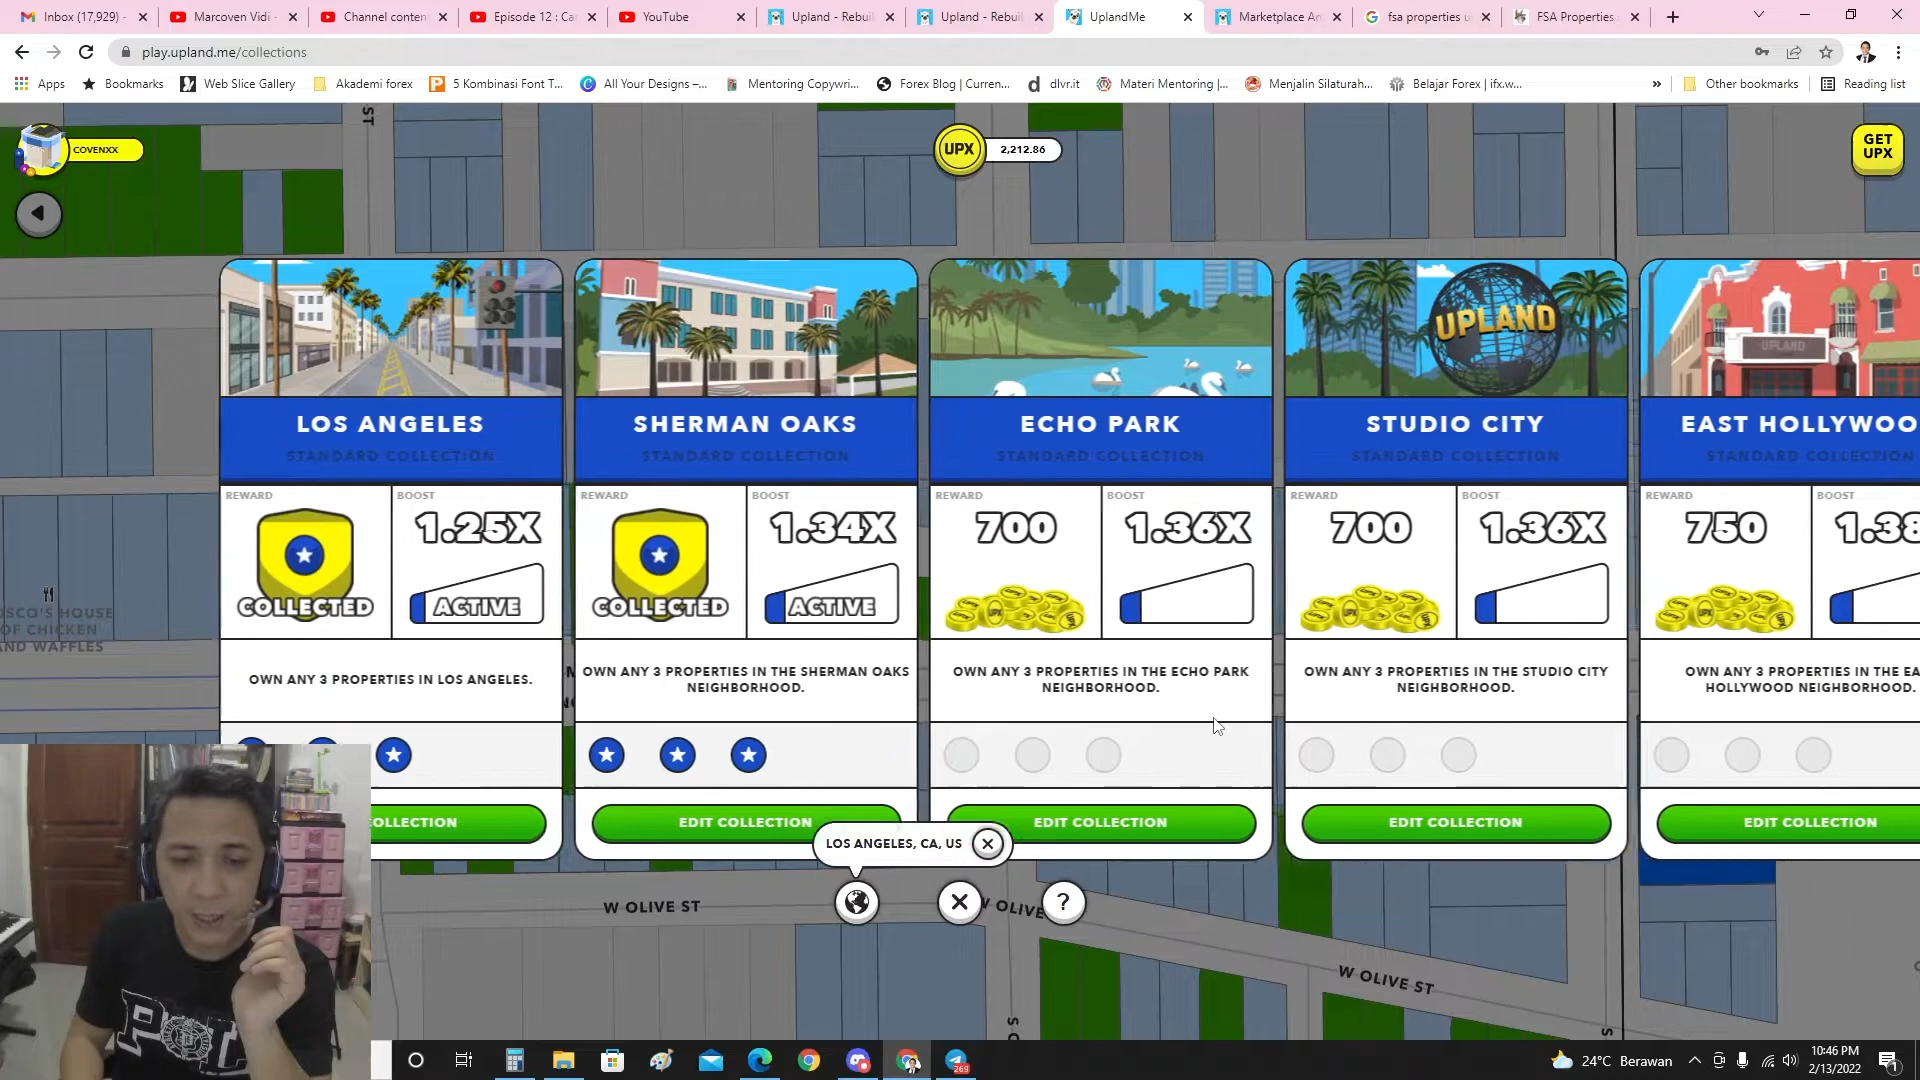 Inbox (17,929) -
Marcoven Vidi -
Channel conten
Episode 12 : Ca
YouTube
Upland - Rebuil
Upland - Rebuil
UplandMe
Marketplace An
fsa properties u
FSA Properties
play.upland.me/collections
Apps
Bookmarks
Web Slice Gallery
Akademi forex
5 Kombinasi Font T...
All Your Designs –...
Mentoring Copywri...
Forex Blog | Curren...
dlvr.it
Materi Mentoring |...
Menjalin Silaturah...
Belajar Forex | ifx.w...
»
Other bookmarks
Reading list
ST
COVENXX
UPX
2,212.86
GET
UPX
UPLAND
UPLAND
LOS ANGELES
STANDARD COLLECTION
SHERMAN OAKS
STANDARD COLLECTION
ECHO PARK
STANDARD COLLECTION
STUDIO CITY
STANDARD COLLECTION
EAST HOLLYWOO
STANDARD COLLECTION
REWARD
BOOST
REWARD
BOOST
REWARD
BOOST
REWARD
BOOST
REWARD
BOOST
1.25X
1.34X
700
1.36X
700
1.36X
750
1.38
COLLECTED
ACTIVE
COLLECTED
ACTIVE
OSCO'S HOUSE
OF CHICKEN
AND WAFFLES
OWN ANY 3 PROPERTIES IN LOS ANGELES.
OWN ANY 3 PROPERTIES IN THE SHERMAN OAKS
NEIGHBORHOOD.
OWN ANY 3 PROPERTIES IN THE ECHO PARK
NEIGHBORHOOD.
OWN ANY 3 PROPERTIES IN THE STUDIO CITY
NEIGHBORHOOD.
OWN ANY 3 PROPERTIES IN THE EA
HOLLYWOOD NEIGHBORHOOD.
OLLECTION
EDIT COLLECTION
EDIT COLLECTION
EDIT COLLECTION
EDIT COLLECTION
LOS ANGELES, CA, US
?
W OLIVE ST
W OLIVE
W OLIVE ST
269
24°C Berawan
10:46 PM
2/13/2022
1